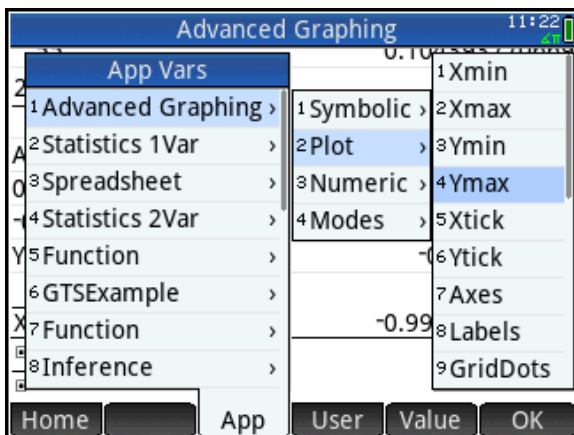 Advanced Graphing
11:22
App Vars
1 Advanced Graphing ›
2 Statistics 1Var ›
3 Spreadsheet ›
4 Statistics 2Var ›
5 Function ›
6 GTSExample ›
7 Function ›
8 Inference ›
1 Symbolic ›
2 Plot ›
3 Numeric ›
4 Modes ›
1 Xmin
2 Xmax
3 Ymin
4 Ymax
5 Xtick
6 Ytick
7 Axes
8 Labels
9 GridDots
-0.99
Home App User Value OK